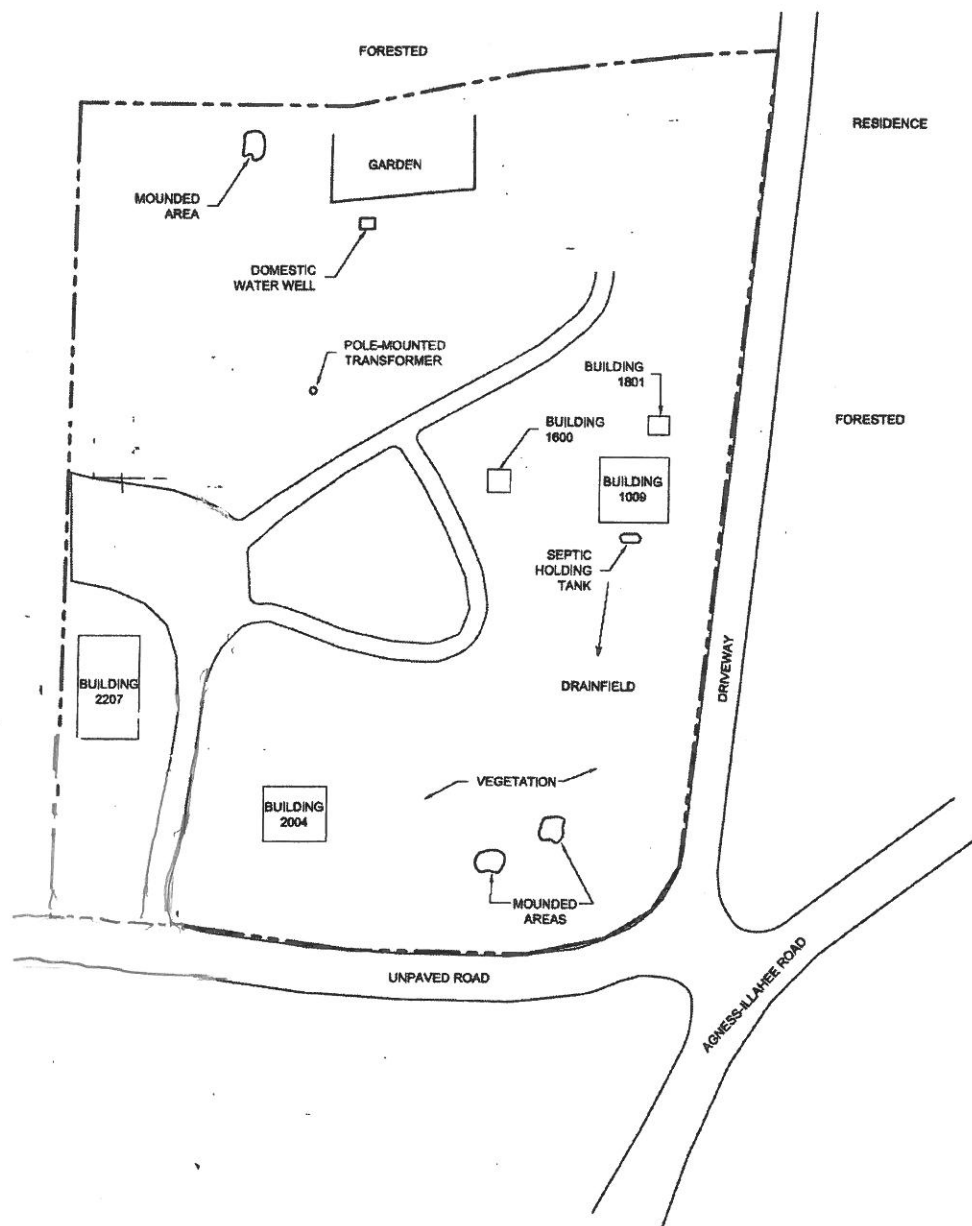 FORESTED
RESIDENCE
GARDEN
MOUNDED
AREA
DOMESTIC
WATER WELL
POLE-MOUNTED
TRANSFORMER
BUILDING
1801
FORESTED
BUILDING
1600
BUILDING
1009
SEPTIC
HOLDING
TANK
DRIVEWAY
DRAINFIELD
BUILDING
2207
VEGETATION
BUILDING
2004
MOUNDED
AREAS
UNPAVED ROAD
AGNESS-ILLAHEE ROAD